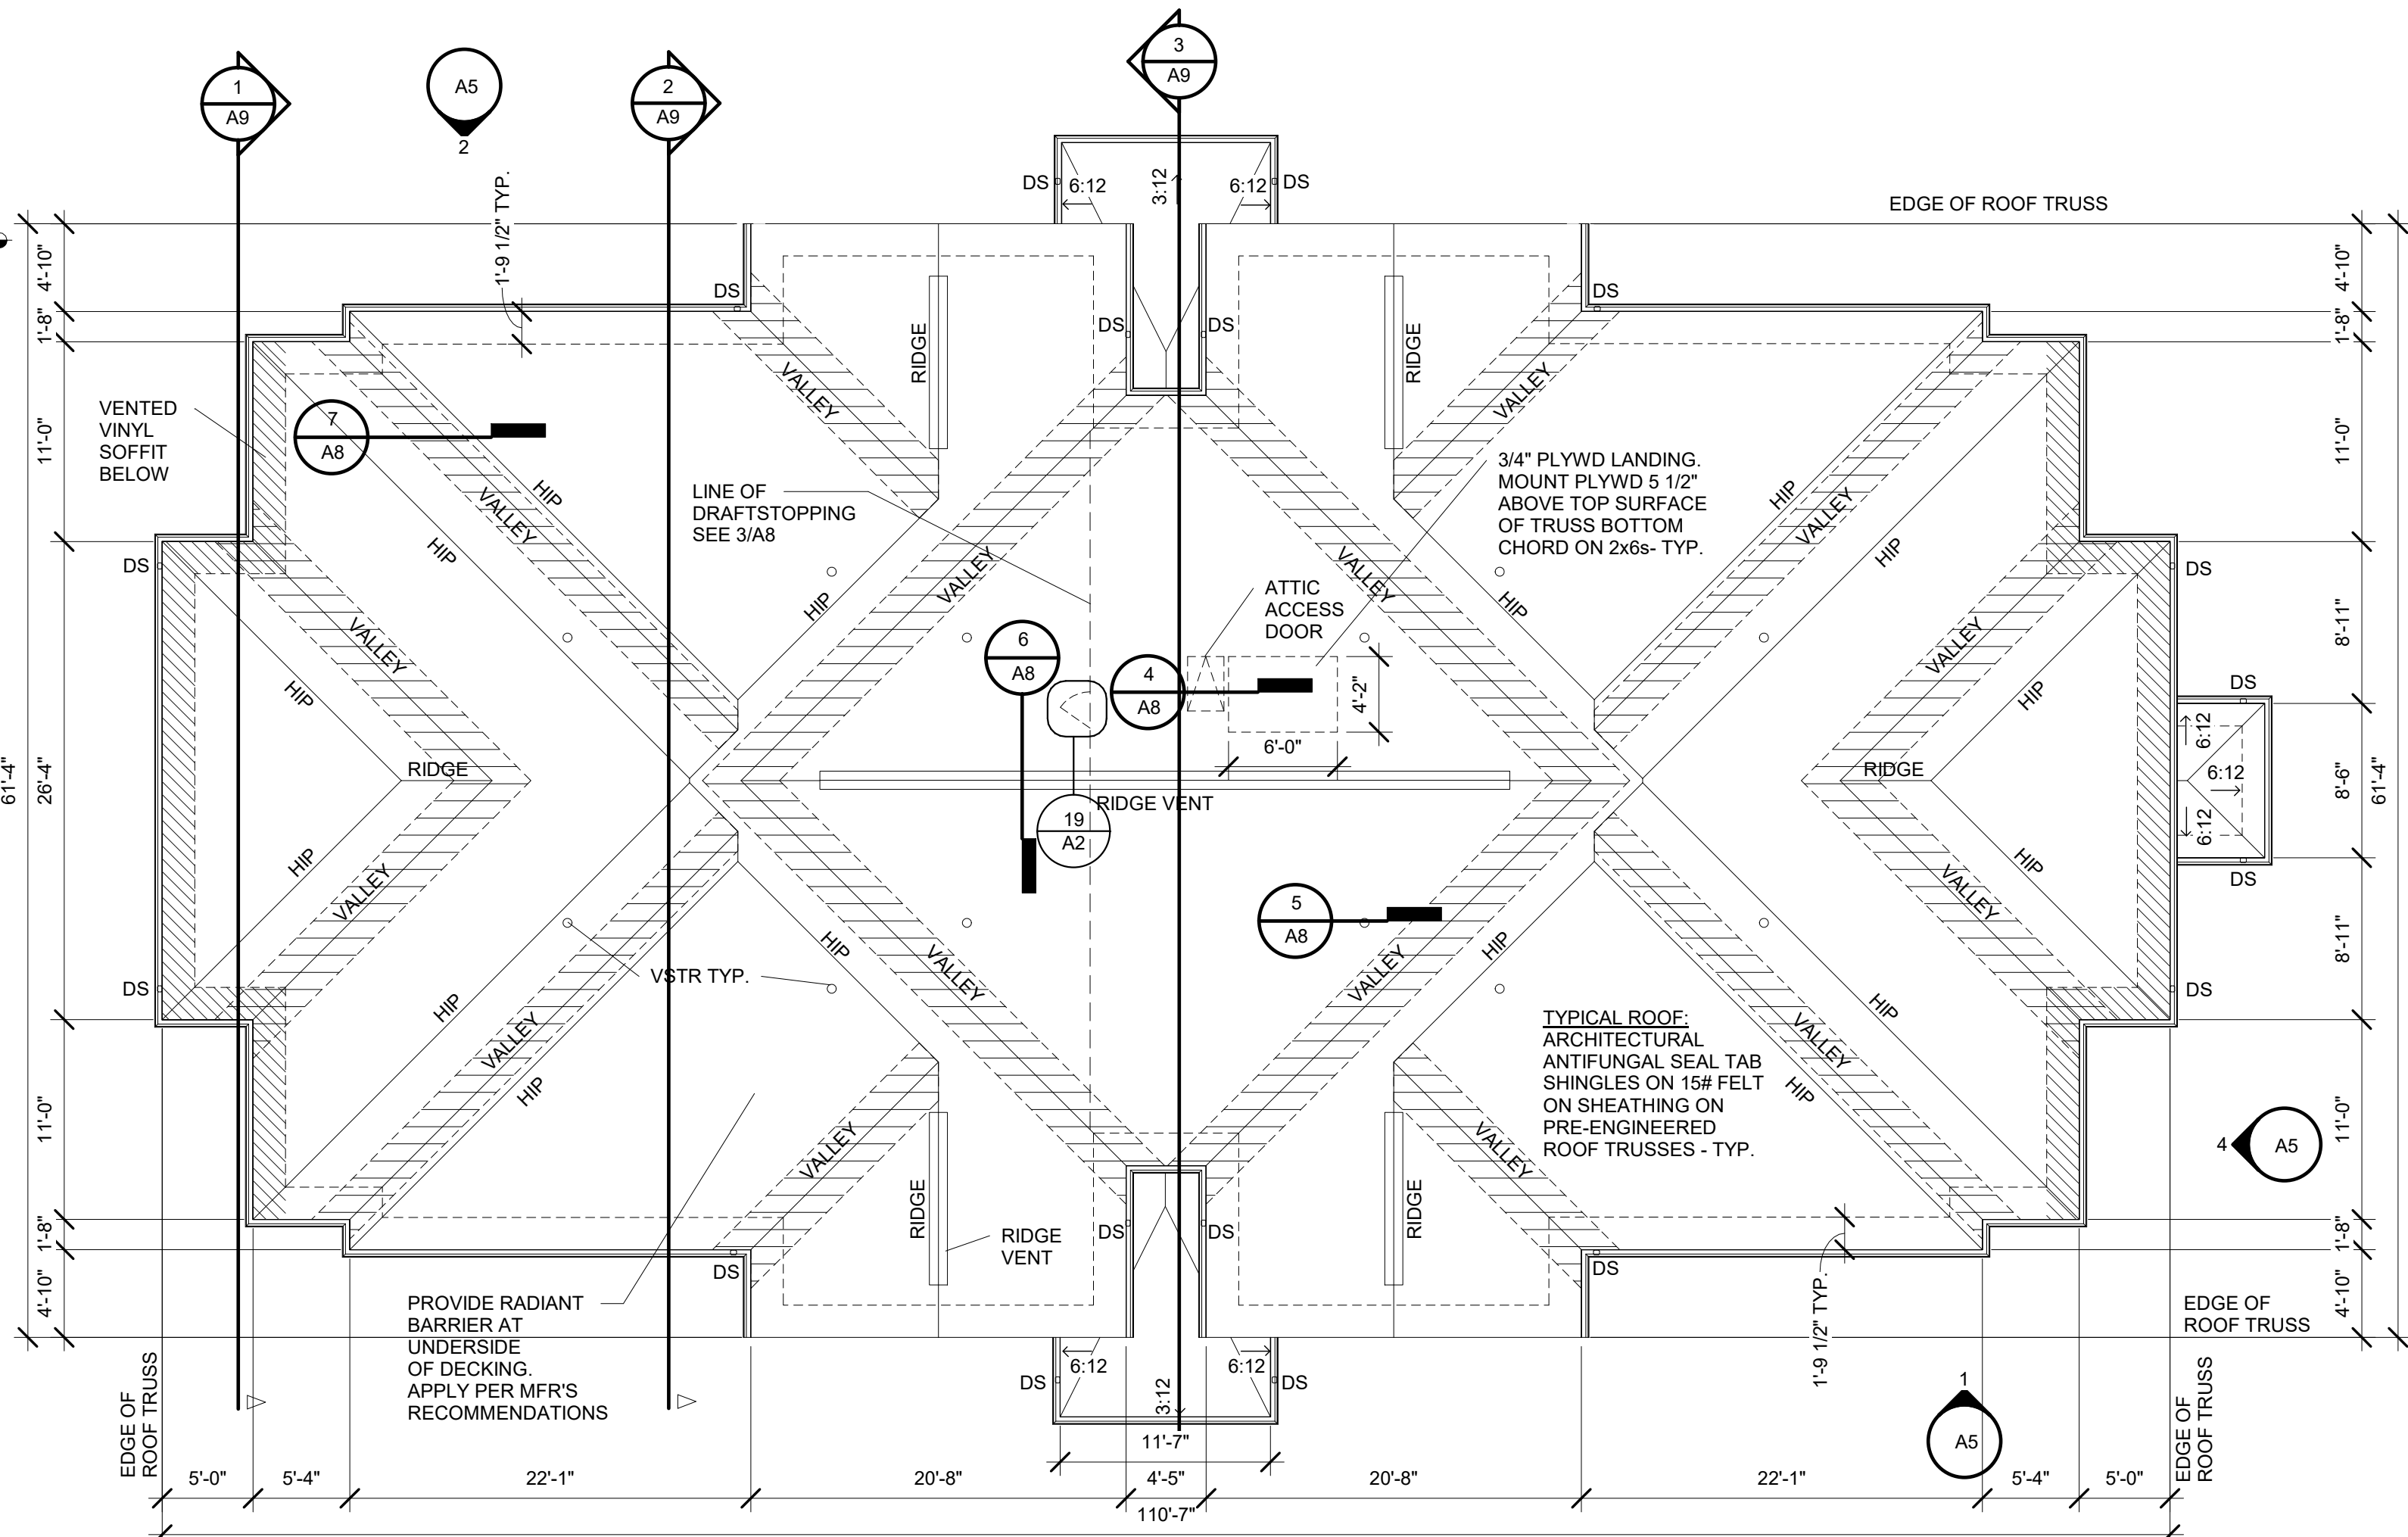 3
A9
1
A9
A5
2
2
A9
1'-9 1/2" TYP.
DS
6:12
3:12
6:12
DS
EDGE OF ROOF TRUSS
4'-10"
4'-10"
DS
DS
1'-8"
DS
DS
1'-8"
RIDGE
RIDGE
VALLEY
VALLEY
VENTED
VINYL
SOFFIT
BELOW
7
A8
11'-0"
11'-0"
3/4" PLYWD LANDING.
MOUNT PLYWD 5 1/2"
ABOVE TOP SURFACE
OF TRUSS BOTTOM
CHORD ON 2x6s- TYP.
LINE OF
DRAFTSTOPPING
SEE 3/A8
HIP
VALLEY
HIP
HIP
VALLEY
HIP
DS
VALLEY
VALLEY
DS
ATTIC
ACCESS
DOOR
HIP
HIP
VALLEY
VALLEY
8'-11"
6
A8
4
A8
HIP
HIP
4'-2"
DS
6'-0"
6:12
6:12
6:12
RIDGE
RIDGE
61'-4"
26'-4"
8'-6"
61'-4"
RIDGE VENT
19
A2
HIP
VALLEY
HIP
VALLEY
DS
5
A8
HIP
HIP
8'-11"
VSTR TYP.
VALLEY
VALLEY
DS
DS
HIP
HIP
VALLEY
VALLEY
HIP
HIP
TYPICAL ROOF:
ARCHITECTURAL
ANTIFUNGAL SEAL TAB
SHINGLES ON 15# FELT
ON SHEATHING ON
PRE-ENGINEERED
ROOF TRUSSES - TYP.
11'-0"
11'-0"
VALLEY
VALLEY
4
A5
RIDGE
RIDGE
1'-8"
DS
DS
1'-8"
RIDGE
VENT
DS
DS
4'-10"
4'-10"
PROVIDE RADIANT
BARRIER AT
UNDERSIDE
OF DECKING.
APPLY PER MFR'S
RECOMMENDATIONS
EDGE OF
ROOF TRUSS
1'-9 1/2" TYP.
6:12
6:12
3:12
DS
DS
1
A5
EDGE OF
ROOF TRUSS
EDGE OF
ROOF TRUSS
11'-7"
5'-0"
5'-4"
22'-1"
20'-8"
4'-5"
20'-8"
22'-1"
5'-4"
5'-0"
110'-7"